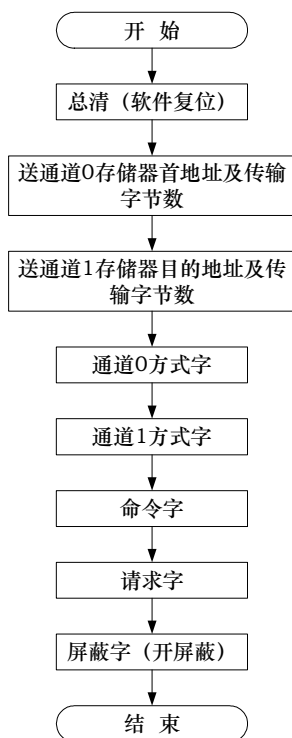 开 始
总清（软件复位）
送通道0存储器首地址及传输
字节数
送通道1存储器目的地址及传
输字节数
通道0方式字
通道1方式字
命令字
请求字
屏蔽字（开屏蔽）
结 束